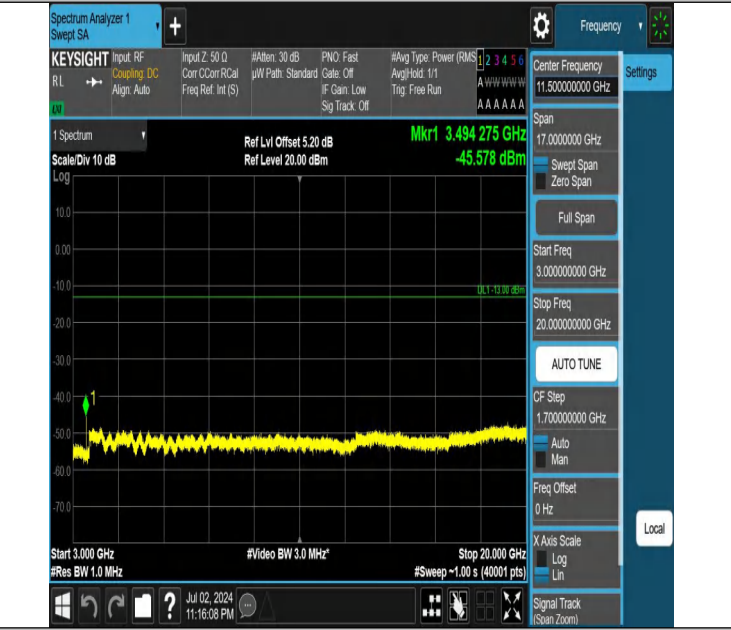 Spectrum Analyzer 1
Swept SA
+
Frequency
KEYSIGHT
R L
Input: RF
Coupling: DC
Align: Auto
Input Z: 50 Ω
Corr CCorr RCal
Freq Ref: Int (S)
#Atten: 30 dB
µW Path: Standard
PNO: Fast
Gate: Off
IF Gain: Low
Sig Track: Off
#Avg Type: Power (RMS
Avg|Hold: 1/1
Trig: Free Run
1 2 3 4 5 6
A W W W W W
A A A A A A
Center Frequency
11.500000000 GHz
Settings
Span
17.0000000 GHz
Swept Span
Zero Span
Full Span
Start Freq
3.000000000 GHz
Stop Freq
20.000000000 GHz
AUTO TUNE
CF Step
1.700000000 GHz
Auto
Man
Freq Offset
0 Hz
X Axis Scale
Log
Lin
Signal Track
(Span Zoom)
Local
1 Spectrum
Scale/Div 10 dB
Log
Ref Lvl Offset 5.20 dB
Ref Level 20.00 dBm
Mkr1 3.494 275 GHz
-45.578 dBm
10.0
0.00
-10.0
DL1 -13.00 dBm
-20.0
-30.0
-40.0
1
-50.0
-60.0
-70.0
Start 3.000 GHz
#Res BW 1.0 MHz
#Video BW 3.0 MHz*
Stop 20.000 GHz
#Sweep ~1.00 s (40001 pts)
?
Jul 02, 2024
11:16:08 PM